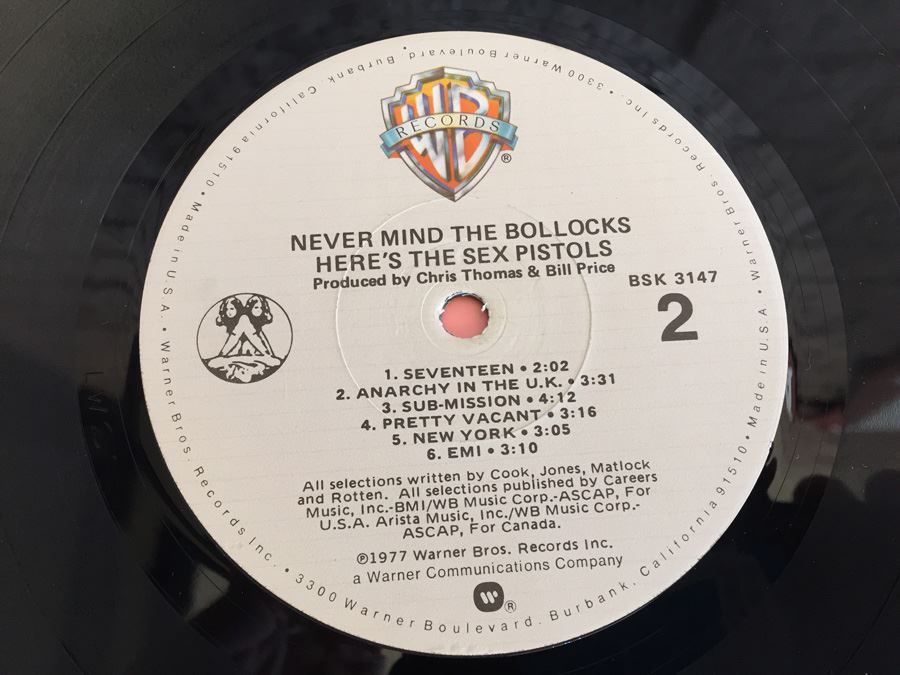 WB
RECORDS
®
NEVER MIND THE BOLLOCKS
HERE'S THE SEX PISTOLS
Produced by Chris Thomas & Bill Price
BSK 3147
2
1. SEVENTEEN • 2:02
2. ANARCHY IN THE U.K. • 3:31
3. SUB-MISSION • 4:12
4. PRETTY VACANT • 3:16
5. NEW YORK • 3:05
6. EMI • 3:10
All selections written by Cook, Jones, Matlock
and Rotten. All selections published by Careers
Music, Inc.-BMI/WB Music Corp.-ASCAP, For
U.S.A. Arista Music, Inc./WB Music Corp.-
ASCAP, For Canada.
℗1977 Warner Bros. Records Inc.
a Warner Communications Company
®
Warner Bros. Records Inc. • 3300 Warner Boulevard. Burbank. California 91510 • Made in U.S.A. • Warner Bros. Records Inc. • 3300 Warner Boulevard. Burbank. California 91510 • Made in U.S.A. •